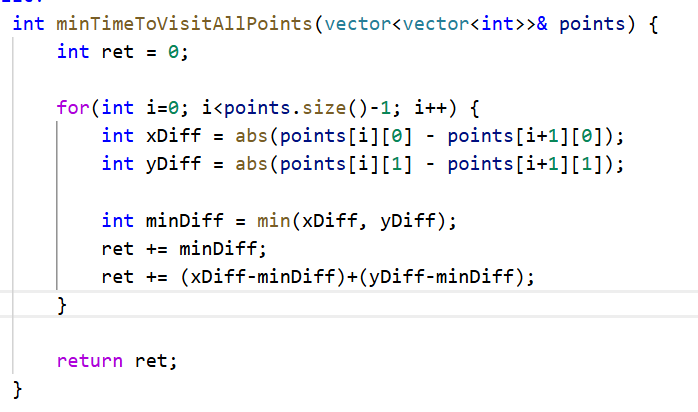 int minTimeToVisitAllPoints(vector<vector<int>>& points) {
    int ret = 0;

    for(int i=0; i<points.size()-1; i++) {
        int xDiff = abs(points[i][0] - points[i+1][0]);
        int yDiff = abs(points[i][1] - points[i+1][1]);

        int minDiff = min(xDiff, yDiff);
        ret += minDiff;
        ret += (xDiff-minDiff)+(yDiff-minDiff);
    }

    return ret;
}